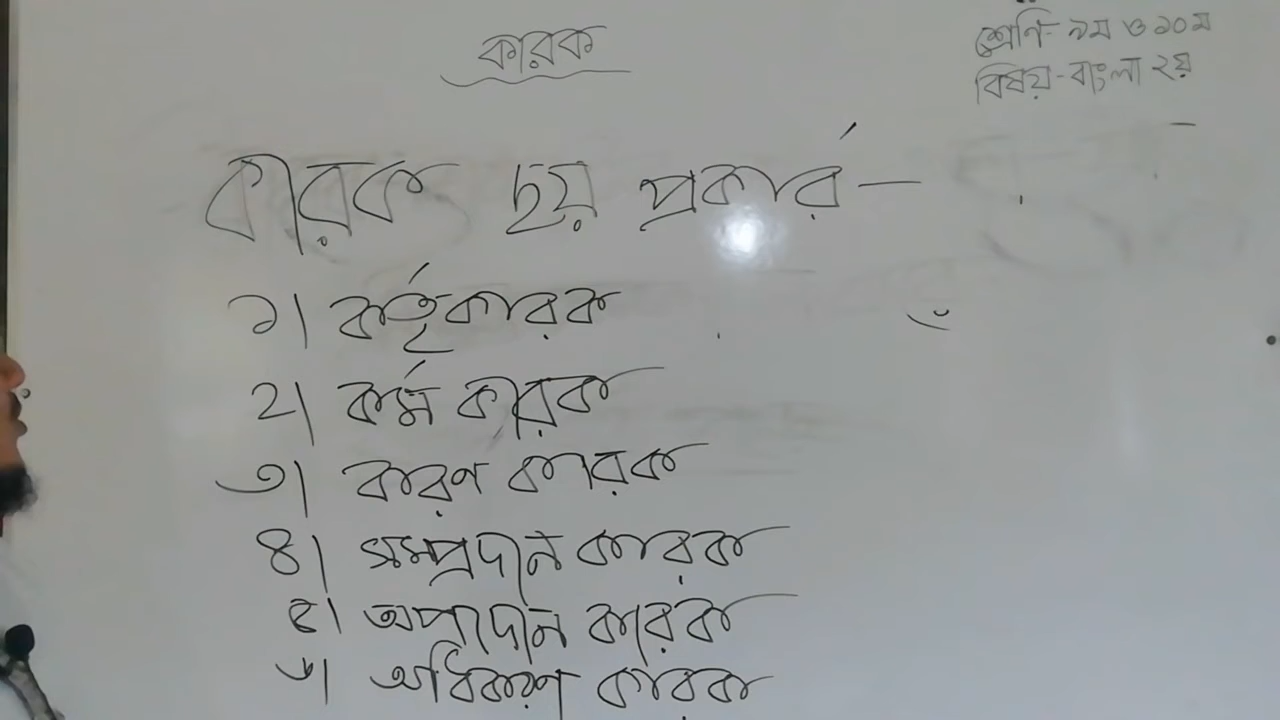 কারক
শ্রেণি- ৯ম ও ১০ম
বিষয়-বাংলা ২য়
কারক ছয় প্রকার্র –
১। কর্তৃকারক
২। কর্ম কারক
৩। করণ কারক
৪। সম্প্রদান কারক
৫। অপাদান কারক
৬। অধিকরণ কারক